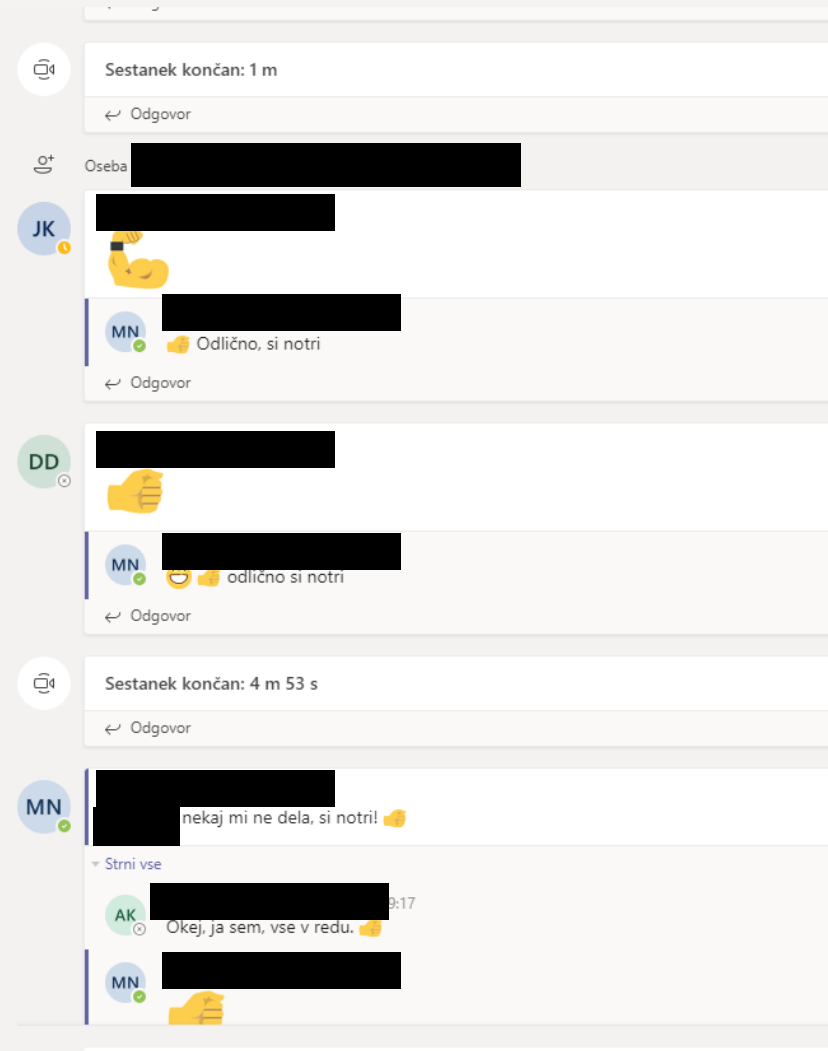 Sestanek končan: 1 m
Odgovor
Oseba
JK
MN
Odlično, si notri
Odgovor
DD
MN
odlično si notri
Odgovor
Sestanek končan: 4 m 53 s
Odgovor
MN
nekaj mi ne dela, si notri!
Strni vse
9:17
AK
Okej, ja sem, vse v redu.
MN